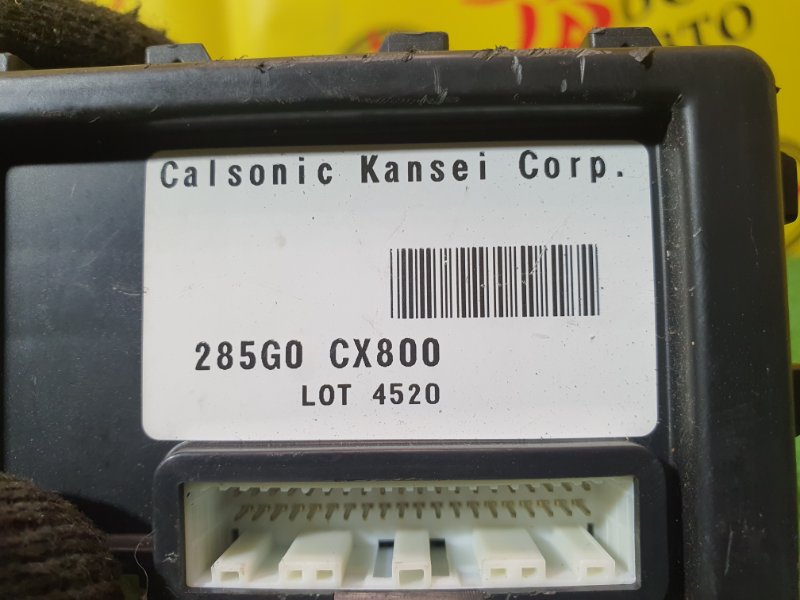 Calsonic Kansei Corp.
285G0 CX800
LOT 4520